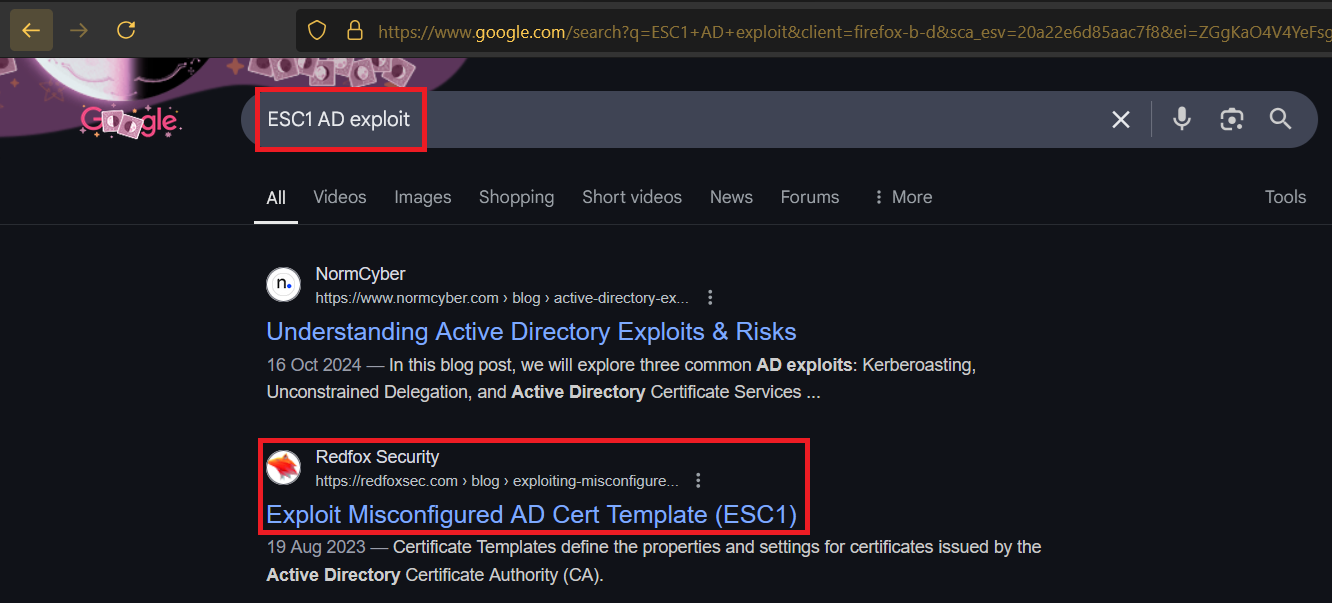 https://www.google.com/search?q=ESC1+AD+exploit&client=firefox-b-d&sca_esv=20a22e6d85aac7f8&ei=ZGgKaO4V4YeFsg
Google
ESC1 AD exploit
All Videos Images Shopping Short videos News Forums More Tools
n.
NormCyber
https://www.normcyber.com › blog › active-directory-ex...
Understanding Active Directory Exploits & Risks
16 Oct 2024 — In this blog post, we will explore three common AD exploits: Kerberoasting,
Unconstrained Delegation, and Active Directory Certificate Services ...
Redfox Security
https://redfoxsec.com › blog › exploiting-misconfigure...
Exploit Misconfigured AD Cert Template (ESC1)
19 Aug 2023 — Certificate Templates define the properties and settings for certificates issued by the
Active Directory Certificate Authority (CA).